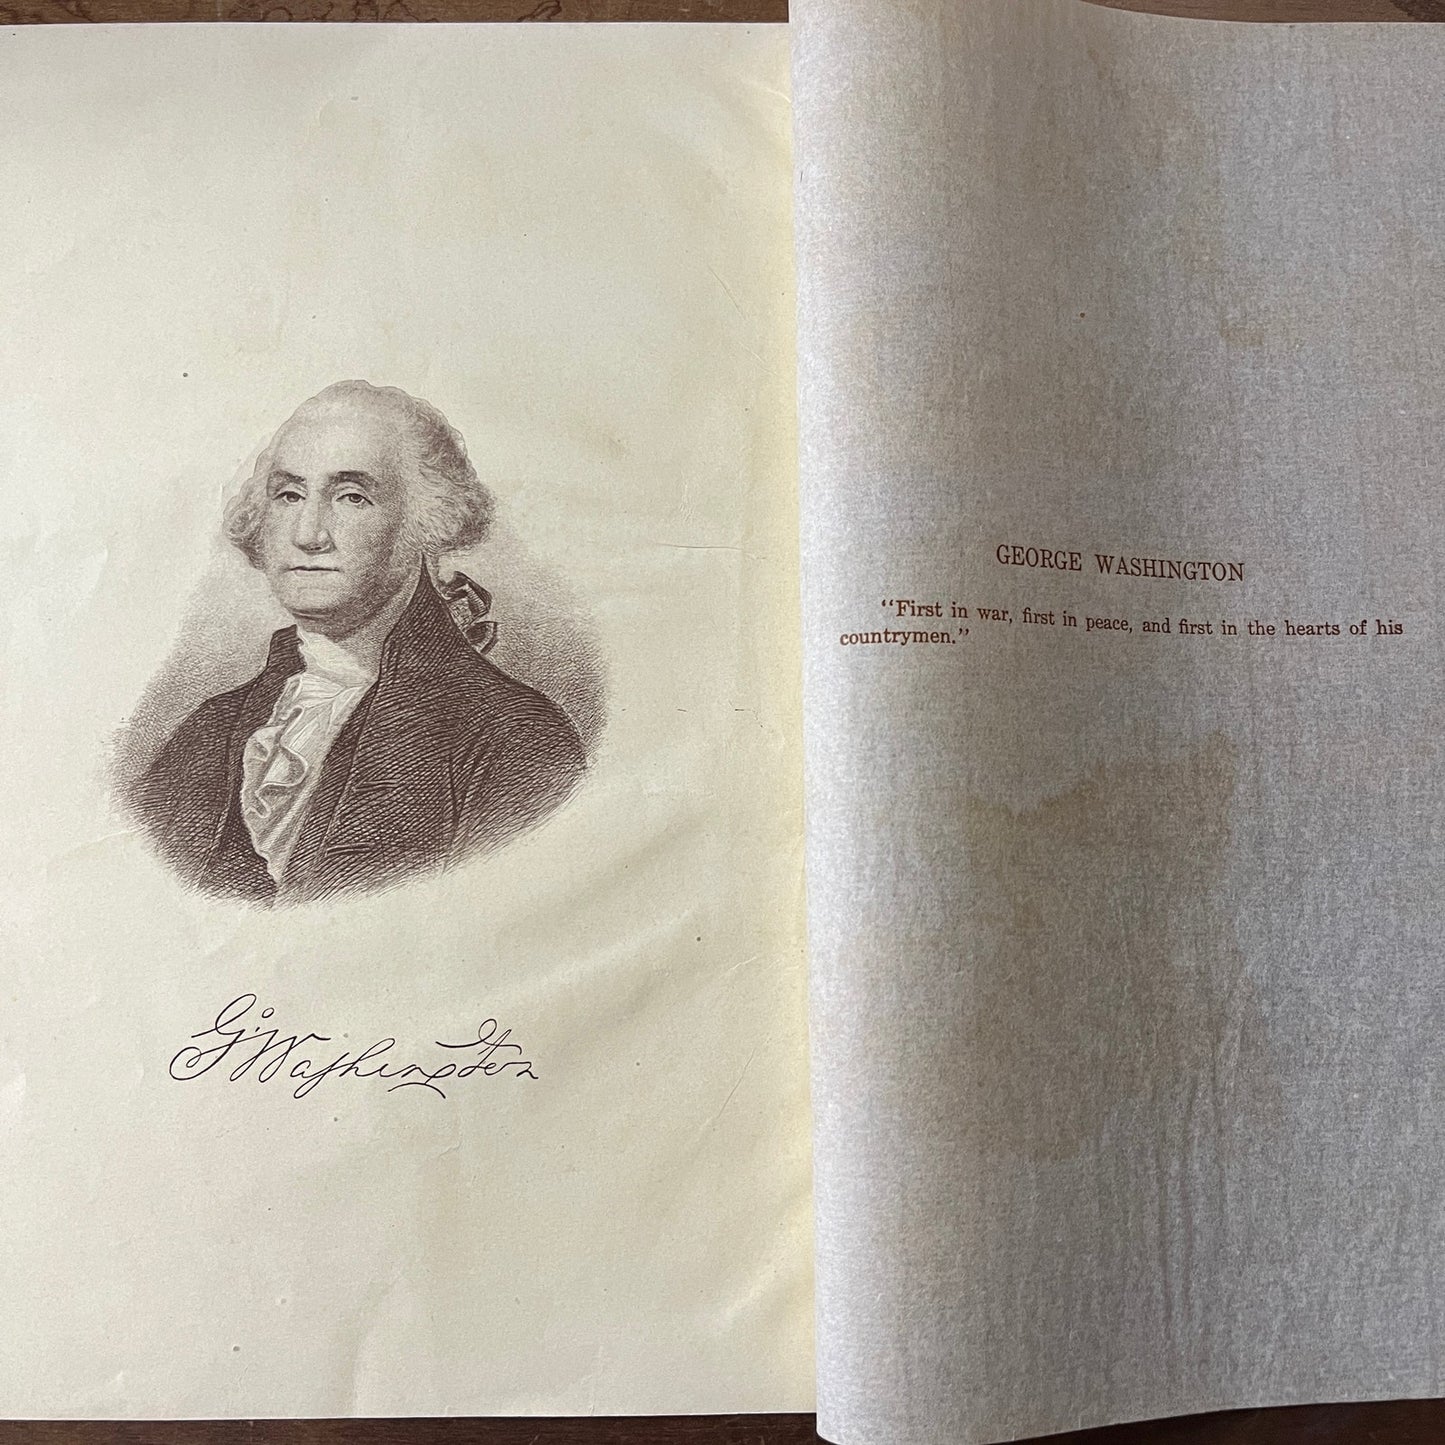 G:Washington
GEORGE WASHINGTON
“First in war, first in peace, and first in the hearts of his
countrymen.”